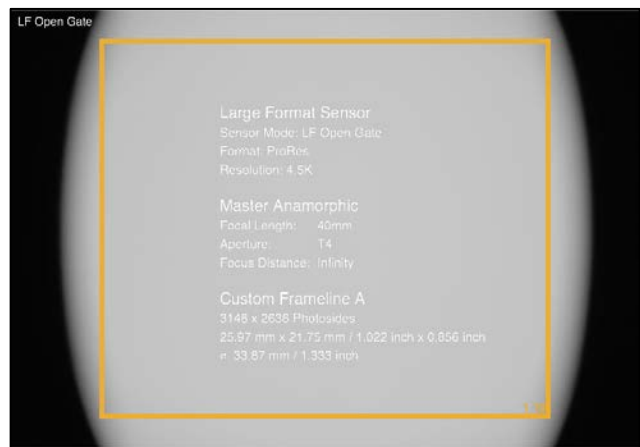 LF Open Gate
Large Format Sensor
Sensor Mode: LF Open Gate
Format: ProRes
Resolution: 4.5K
Master Anamorphic
Focal Length: 40mm
Aperture: T4
Focus Distance: Infinity
Custom Frameline A
3148 x 2636 Photosides
25.97 mm x 21.75 mm / 1.022 inch x 0.856 inch
ø 33.87 mm / 1.333 inch